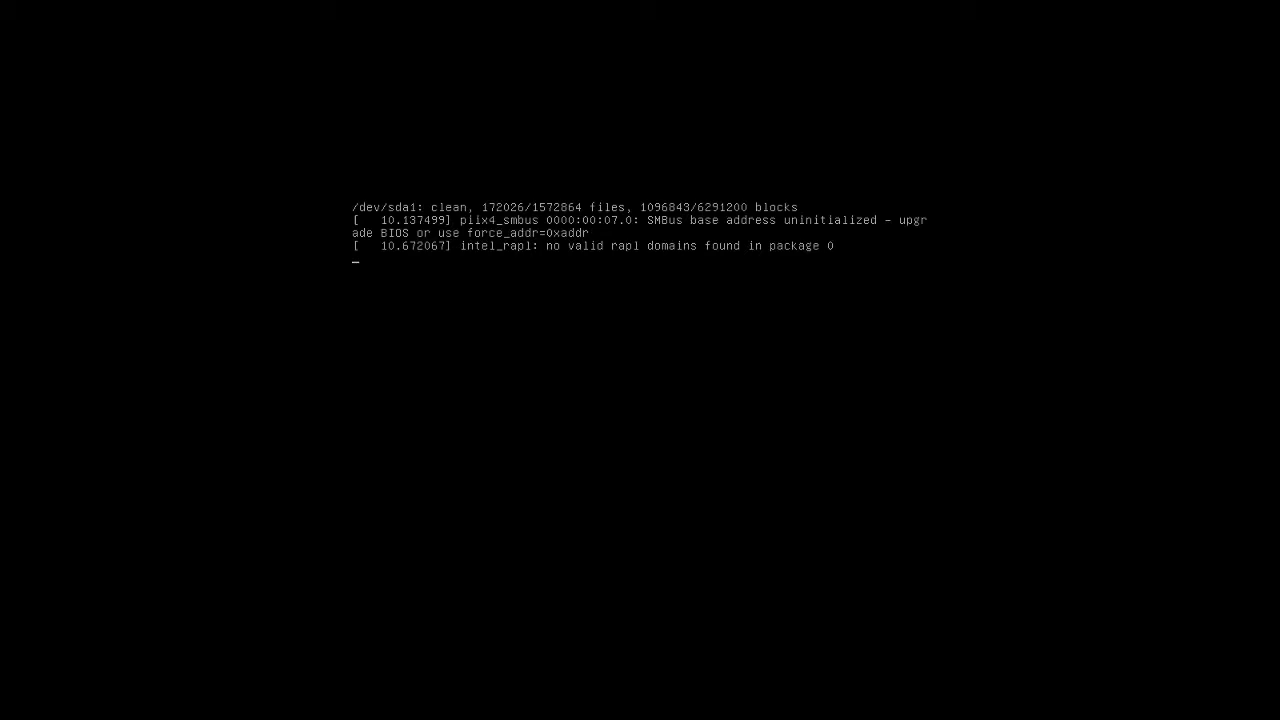 /dev/sda1: clean, 172026/1572864 files, 1096843/6291200 blocks
[   10.137499] piix4_smbus 0000:00:07.0: SMBus base address uninitialized - upgr
ade BIOS or use force_addr=0xaddr
[   10.672067] intel_rapl: no valid rapl domains found in package 0
_